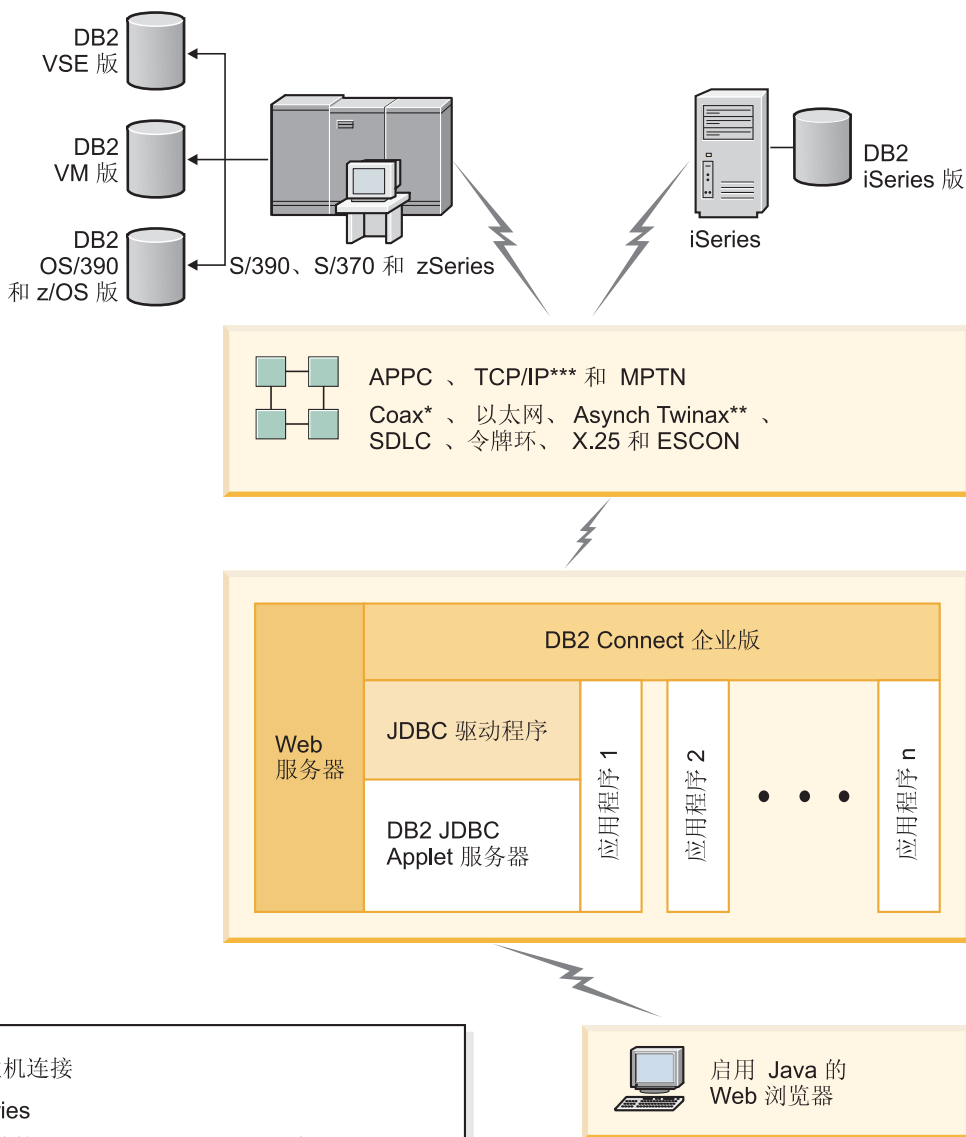 DB2
VSE 版
DB2
VM 版
DB2
OS/390
和 z/OS 版
S/390、S/370 和 zSeries
iSeries
DB2
iSeries 版
APPC 、 TCP/IP*** 和 MPTN
Coax* 、 以太网、 Asynch Twinax** 、
SDLC 、令牌环、 X.25 和 ESCON
DB2 Connect 企业版
Web
服务器
JDBC 驱动程序
DB2 JDBC
Applet 服务器
应用程序 1
应用程序 2
应用程序 n
机连接
ries
启用 Java 的
Web 浏览器